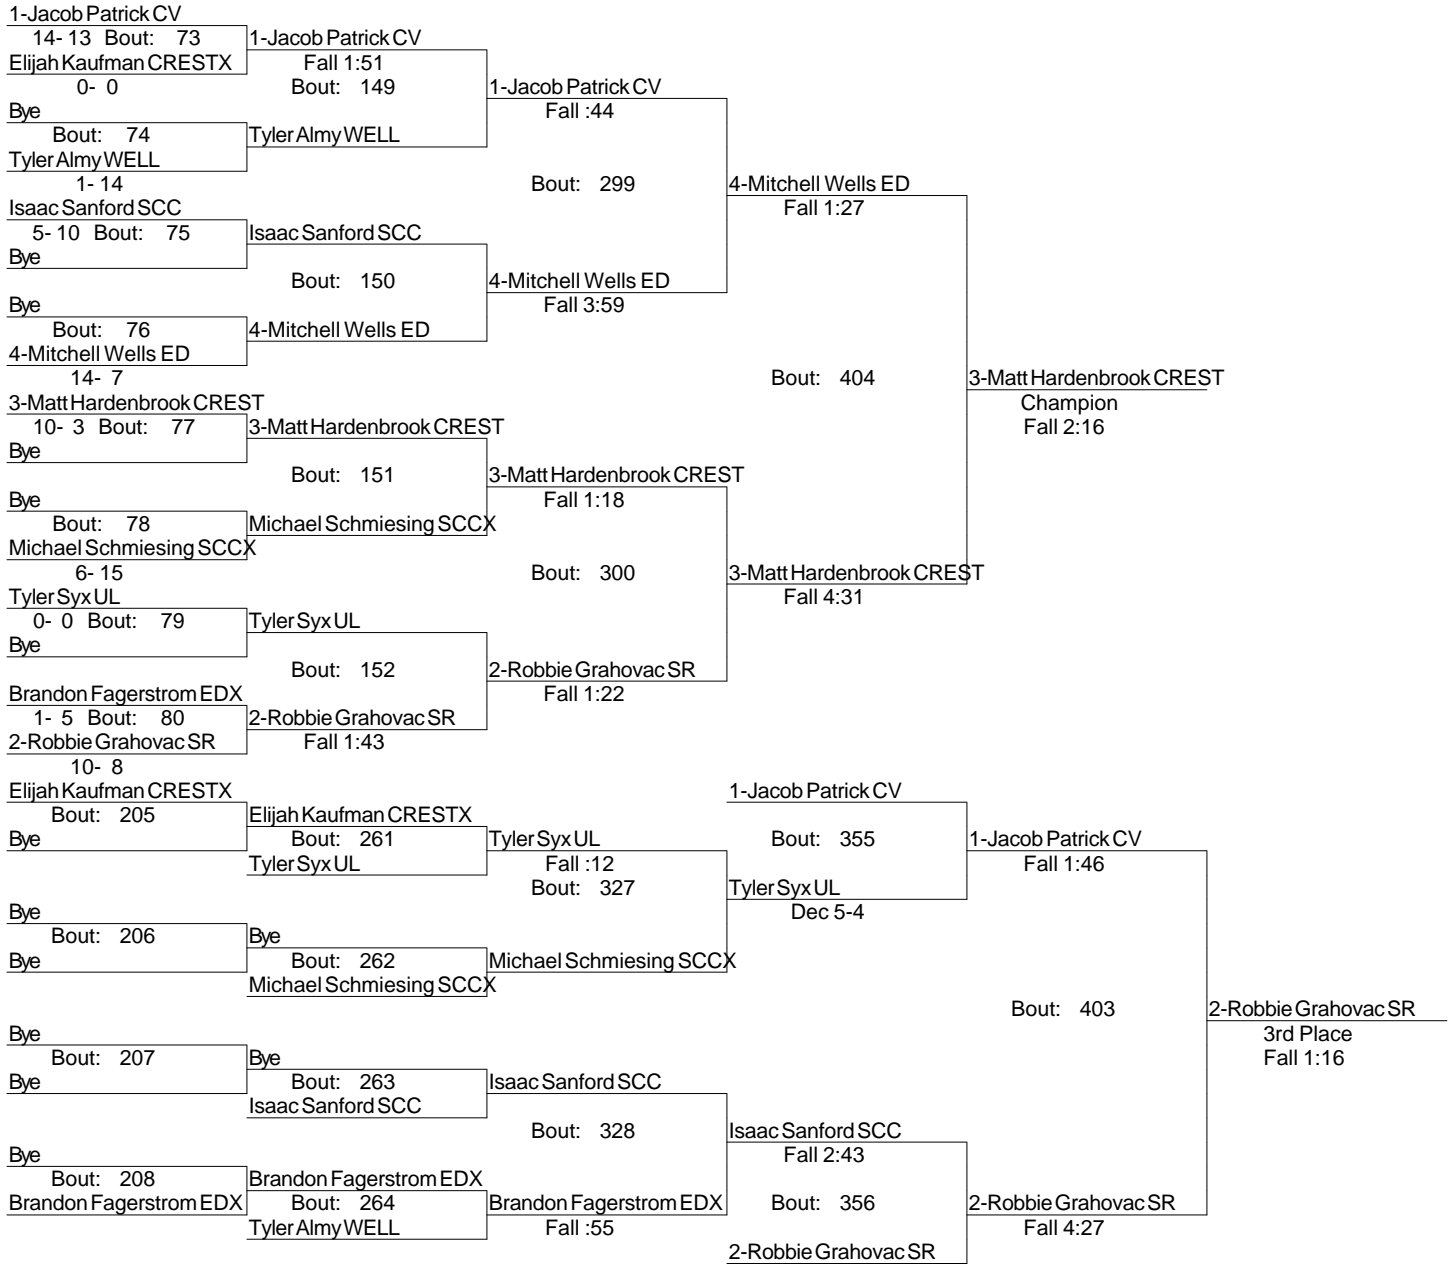 1-Jacob Patrick CV
14- 13 Bout: 73
1-Jacob Patrick CV
Elijah Kaufman CRESTX
Fall 1:51
0- 0
Bout: 149
1-Jacob Patrick CV
Bye
Fall :44
Bout: 74
Tyler Almy WELL
Tyler Almy WELL
1- 14
Bout: 299
4-Mitchell Wells ED
Isaac Sanford SCC
Fall 1:27
5- 10 Bout: 75
Isaac Sanford SCC
Bye
Bout: 150
4-Mitchell Wells ED
Bye
Fall 3:59
Bout: 76
4-Mitchell Wells ED
4-Mitchell Wells ED
14- 7
Bout: 404
3-Matt Hardenbrook CREST
3-Matt Hardenbrook CREST
Champion
10- 3 Bout: 77
3-Matt Hardenbrook CREST
Fall 2:16
Bye
Bout: 151
3-Matt Hardenbrook CREST
Bye
Fall 1:18
Bout: 78
Michael Schmiesing SCCX
Michael Schmiesing SCCX
6- 15
Bout: 300
3-Matt Hardenbrook CREST
Tyler Syx UL
Fall 4:31
0- 0 Bout: 79
Tyler Syx UL
Bye
Bout: 152
2-Robbie Grahovac SR
Brandon Fagerstrom EDX
Fall 1:22
1- 5 Bout: 80
2-Robbie Grahovac SR
2-Robbie Grahovac SR
Fall 1:43
10- 8
Elijah Kaufman CRESTX
1-Jacob Patrick CV
Bout: 205
Elijah Kaufman CRESTX
Bye
Bout: 261
Tyler Syx UL
Bout: 355
1-Jacob Patrick CV
Tyler Syx UL
Fall :12
Fall 1:46
Bout: 327
Tyler Syx UL
Bye
Dec 5-4
Bout: 206
Bye
Bye
Bout: 262
Michael Schmiesing SCCX
Michael Schmiesing SCCX
Bout: 403
2-Robbie Grahovac SR
Bye
3rd Place
Bout: 207
Bye
Fall 1:16
Bye
Bout: 263
Isaac Sanford SCC
Isaac Sanford SCC
Bout: 328
Isaac Sanford SCC
Bye
Fall 2:43
Bout: 208
Brandon Fagerstrom EDX
Brandon Fagerstrom EDX
Bout: 264
Brandon Fagerstrom EDX
Bout: 356
2-Robbie Grahovac SR
Tyler Almy WELL
Fall :55
Fall 4:27
2-Robbie Grahovac SR